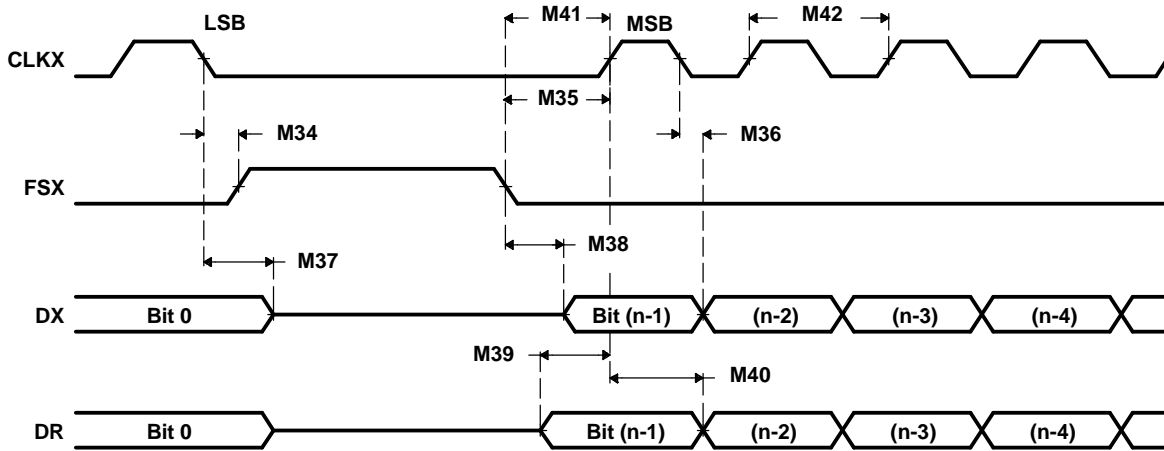 LSB M41 MSB M42
CLKX
M35
M34 M36
FSX
M38
M37
DX Bit 0 Bit (n-1) (n-2) (n-3) (n-4)
M39
M40
DR Bit 0 Bit (n-1) (n-2) (n-3) (n-4)